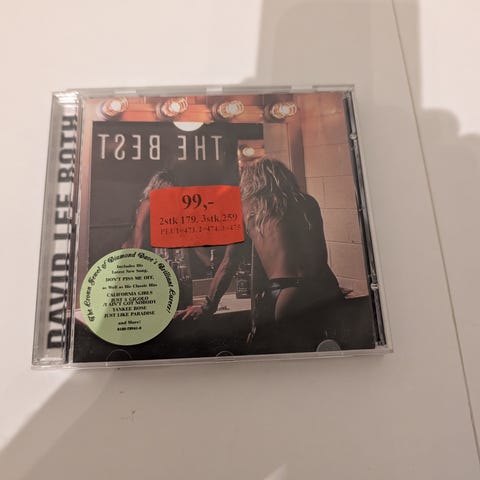 DAVID LEE ROTH
THE BEST
99,-
2stk 179, 3stk 259
The Crown Jewel of Diamond Dave's Brilliant Career!
Includes His
Latest New Song,
DON'T PISS ME OFF,
as Well as His Classic Hits
CALIFORNIA GIRLS
JUST A GIGOLO
/I AIN'T GOT NOBODY
YANKEE ROSE
JUST LIKE PARADISE
and More!